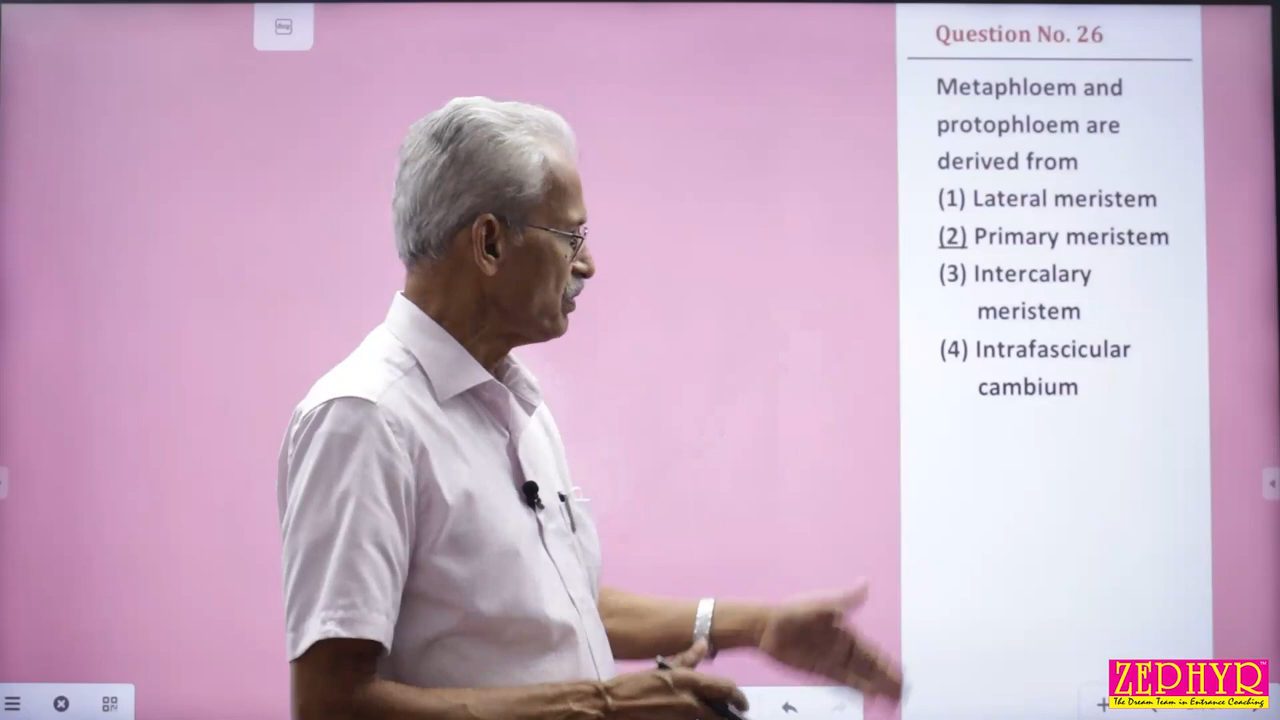 Question No. 26
Metaphloem and
protophloem are
derived from
(1) Lateral meristem
(2) Primary meristem
(3) Intercalary
meristem
(4) Intrafascicular
cambium
ZEPHYR™
The Dream Team in Entrance Coaching